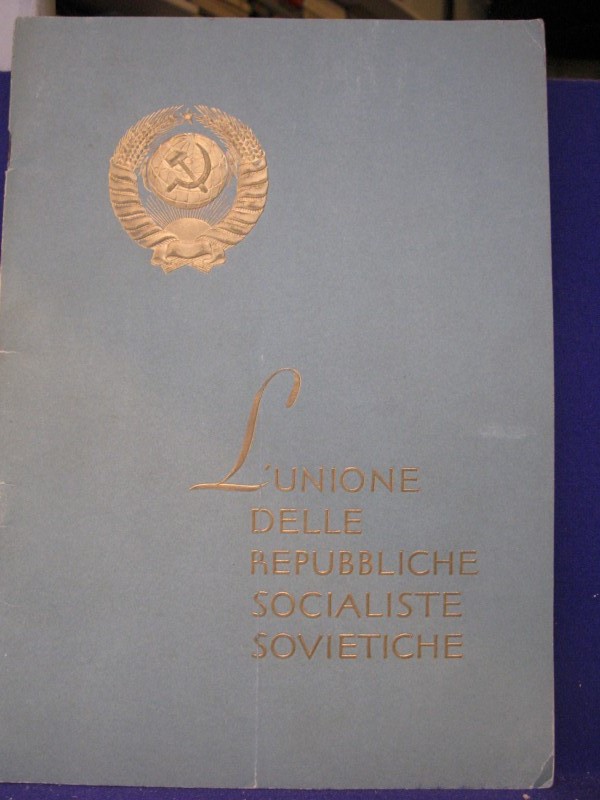 L'UNIONE
DELLE
REPUBBLICHE
SOCIALISTE
SOVIETICHE